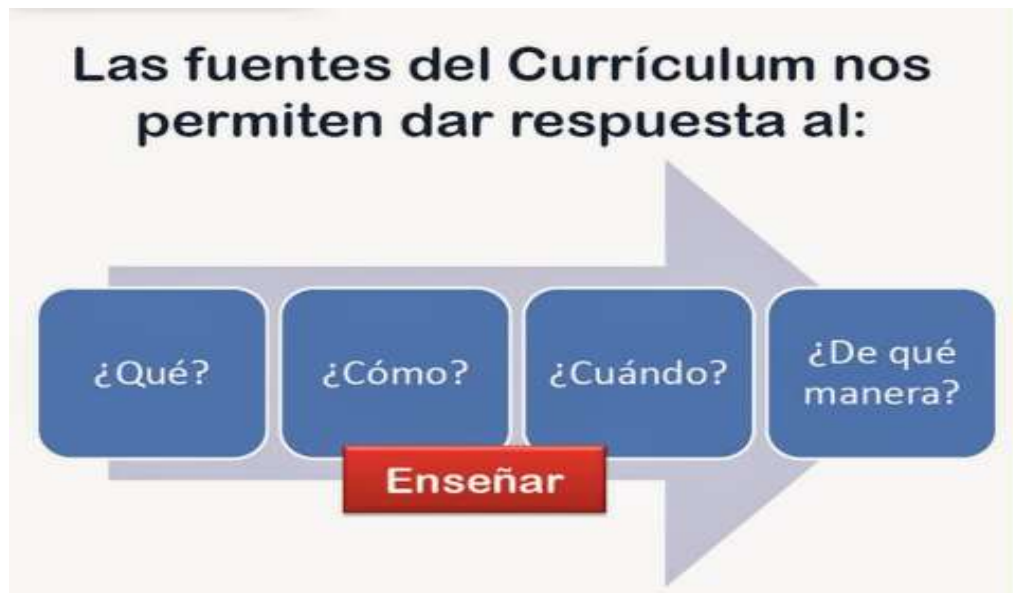 Las fuentes del Currículum nos
permiten dar respuesta al:
¿Qué?
¿Cómo?
¿Cuándo?
¿De qué
manera?
Enseñar